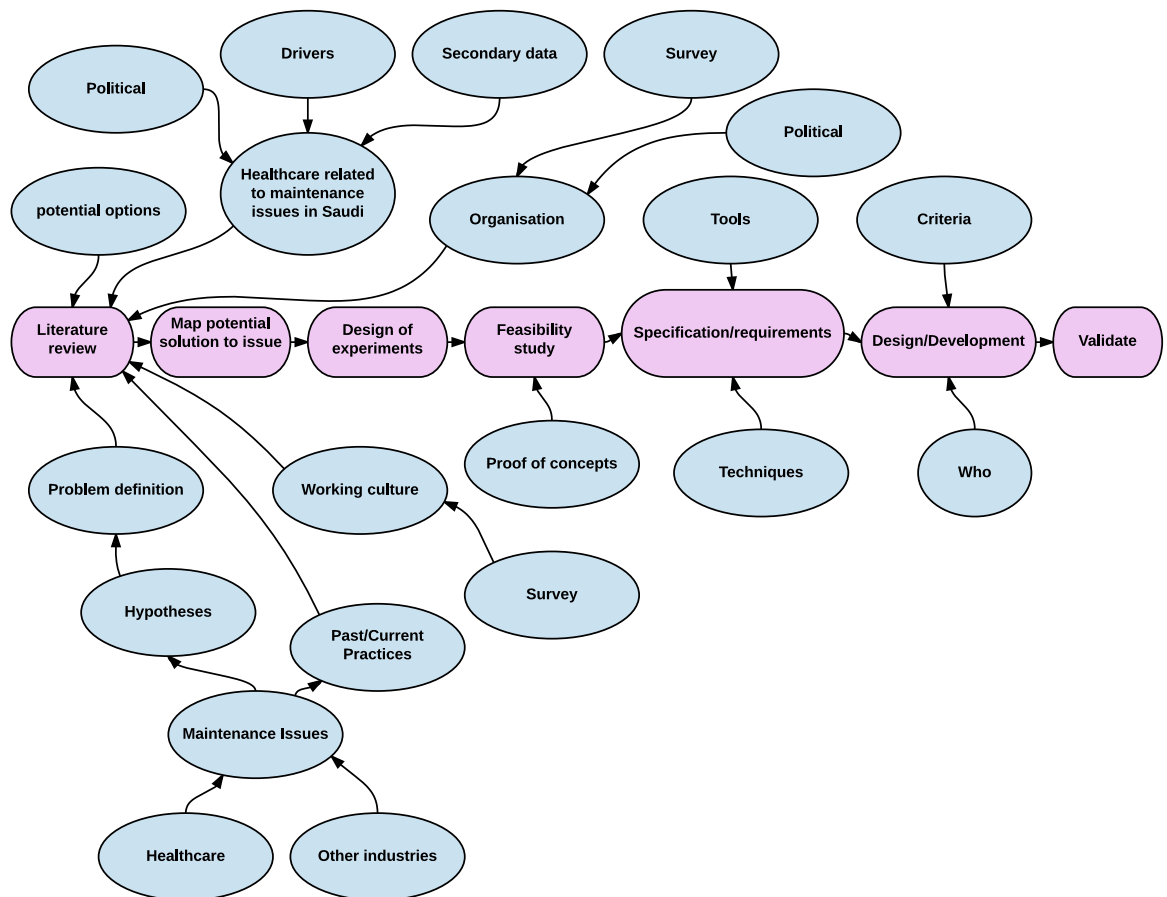 Drivers
Secondary data
Survey
Political
Political
Healthcare related
to maintenance
issues in Saudi
potential options
Organisation
Tools
Criteria
Literature
review
Map potential
solution to issue
Design of
experiments
Feasibility
study
Specification/requirements
Design/Development
Validate
Problem definition
Working culture
Proof of concepts
Techniques
Who
Hypotheses
Survey
Past/Current
Practices
Maintenance Issues
Healthcare
Other industries